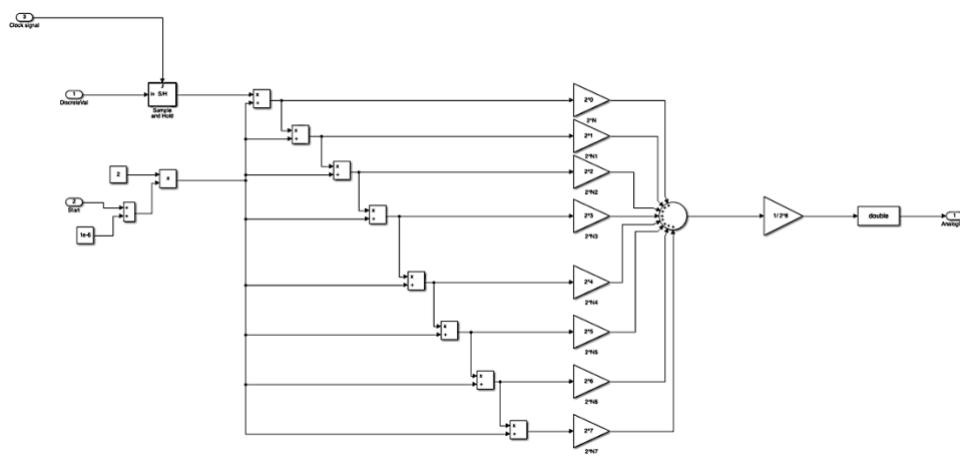 3
Clock signal
1
DiscreteVal
In S/H
Sample
and Hold
2
x
2
Start
+
+
1e-6
x
÷
x
÷
x
÷
x
÷
x
÷
x
÷
x
÷
x
÷
2^0
2^N
2^1
2^N1
2^2
2^N2
2^3
2^N3
2^4
2^N4
2^5
2^N5
2^6
2^N6
2^7
2^N7
1/2^8
double
1